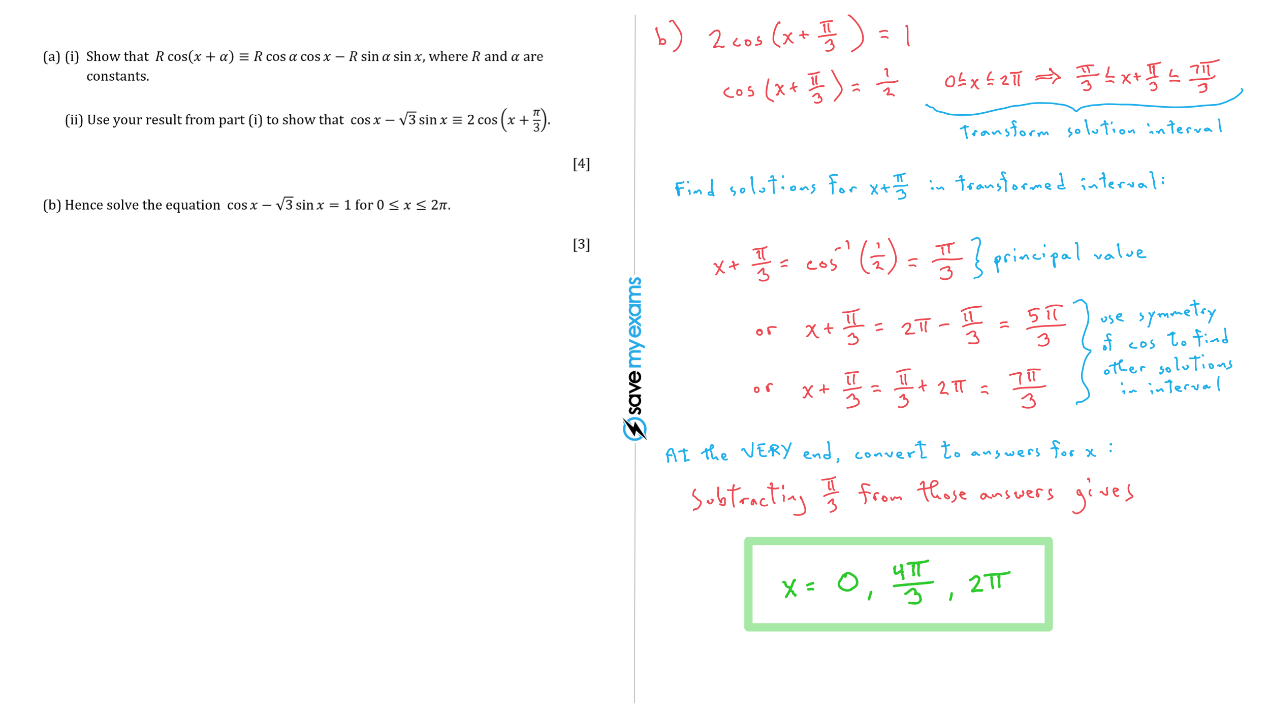 (a) (i) Show that R cos(x + α) ≡ R cos α cos x − R sin α sin x, where R and α are
constants.
(ii) Use your result from part (i) to show that cos x − √3 sin x ≡ 2 cos (x + π/3).
[4]
(b) Hence solve the equation cos x − √3 sin x = 1 for 0 ≤ x ≤ 2π.
[3]
savemyexams
b) 2cos(x+π/3) = 1
cos(x+π/3) = 1/2 0≤x≤2π ⟹ π/3 ≤ x+π/3 ≤ 7π/3
transform solution interval
Find solutions for x+π/3 in transformed interval:
x+π/3 = cos⁻¹(1/2) = π/3 } principal value
or x+π/3 = 2π − π/3 = 5π/3
or x+π/3 = π/3 + 2π = 7π/3
use symmetry
of cos to find
other solutions
in interval
At the VERY end, convert to answers for x :
Subtracting π/3 from those answers gives
x = 0, 4π/3, 2π